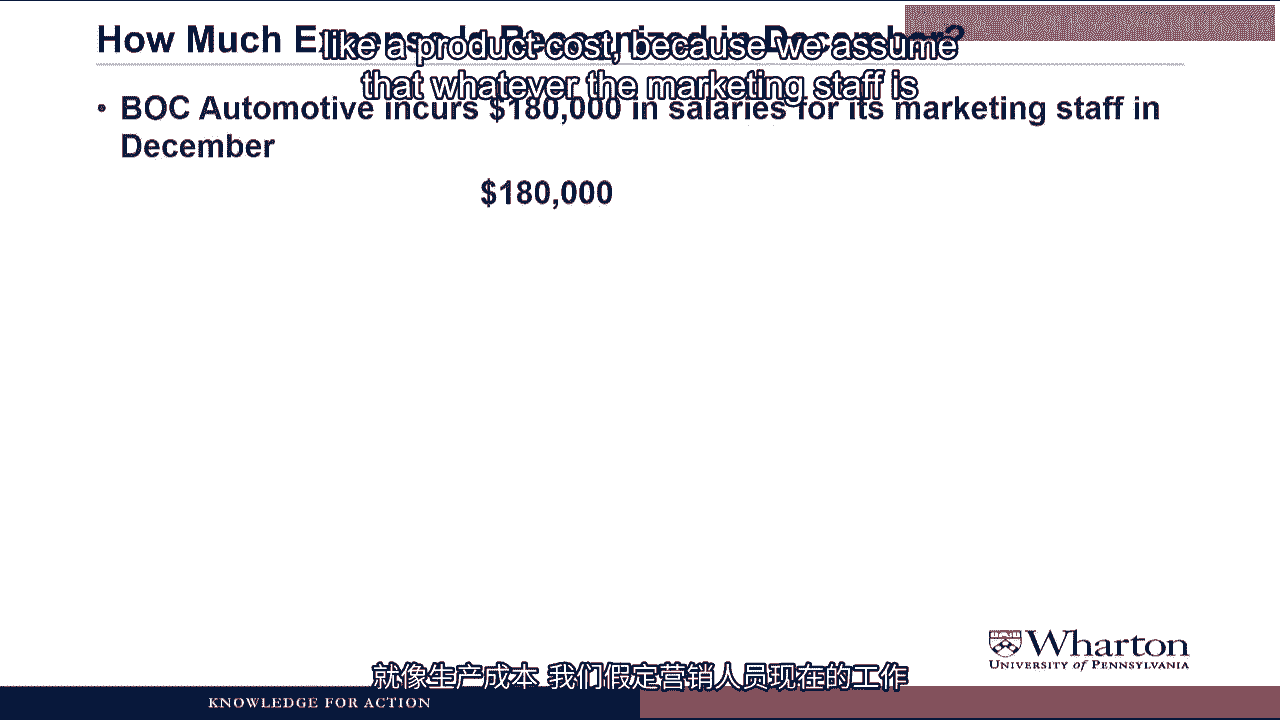 How Much Expense Is Recognized in December?
like a product cost, because we assume
that whatever the marketing staff is
• BOC Automotive incurs $180,000 in salaries for its marketing staff in
December
$180,000
Wharton
UNIVERSITY of PENNSYLVANIA
就像生产成本 我们假定营销人员现在的工作
KNOWLEDGE FOR ACTION